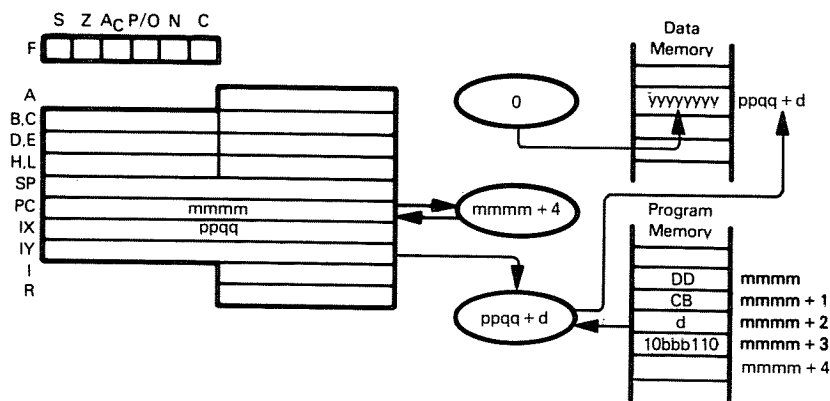 S Z AC P/O N C
F
A
B,C
D,E
H,L
SP
PC mmmm
IX ppqq
IY
I
R
0
mmmm + 4
ppqq + d
Data
Memory
yyyyyyyy ppqq + d
Program
Memory
DD mmmm
CB mmmm + 1
d mmmm + 2
10bbb110 mmmm + 3
mmmm + 4